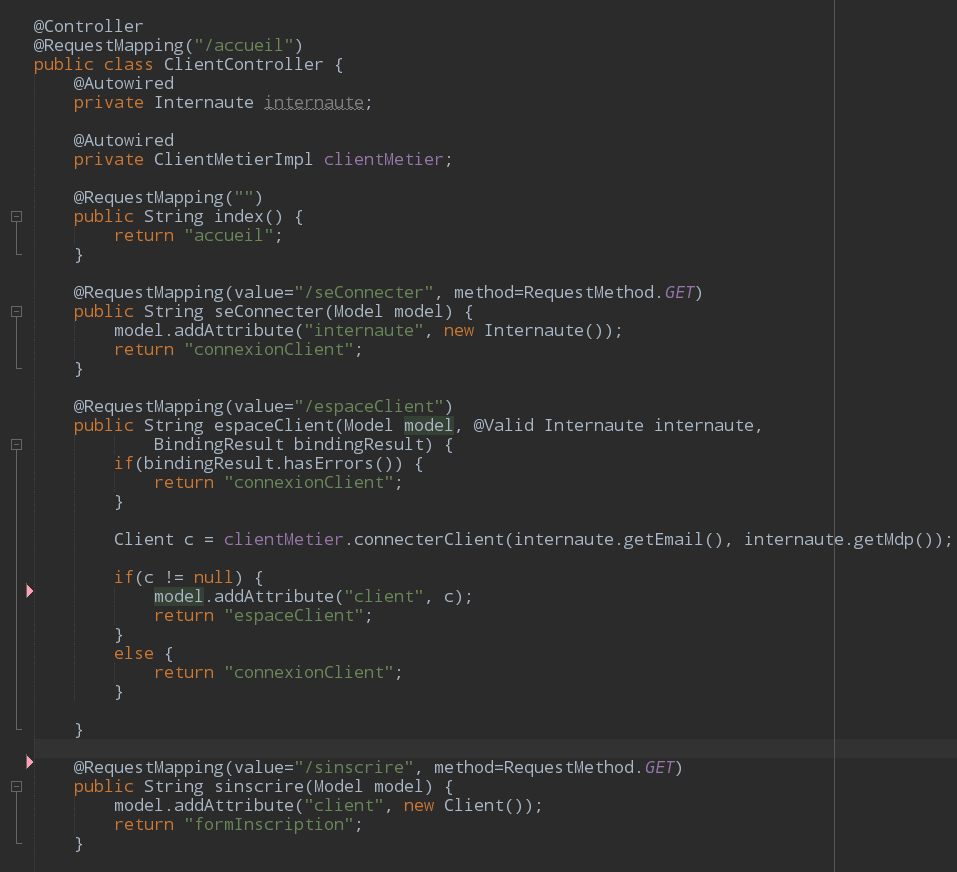 @Controller
@RequestMapping("/accueil")
public class ClientController {
@Autowired
private Internaute internaute;
@Autowired
private ClientMetierImpl clientMetier;
@RequestMapping("")
public String index() {
return "accueil";
}
@RequestMapping(value="/seConnecter", method=RequestMethod.GET)
public String seConnecter(Model model) {
model.addAttribute("internaute", new Internaute());
return "connexionClient";
}
@RequestMapping(value="/espaceClient")
public String espaceClient(Model model, @Valid Internaute internaute,
BindingResult bindingResult) {
if(bindingResult.hasErrors()) {
return "connexionClient";
}
Client c = clientMetier.connecterClient(internaute.getEmail(), internaute.getMdp());
if(c != null) {
model.addAttribute("client", c);
return "espaceClient";
}
else {
return "connexionClient";
}
}
@RequestMapping(value="/sinscrire", method=RequestMethod.GET)
public String sinscrire(Model model) {
model.addAttribute("client", new Client());
return "formInscription";
}